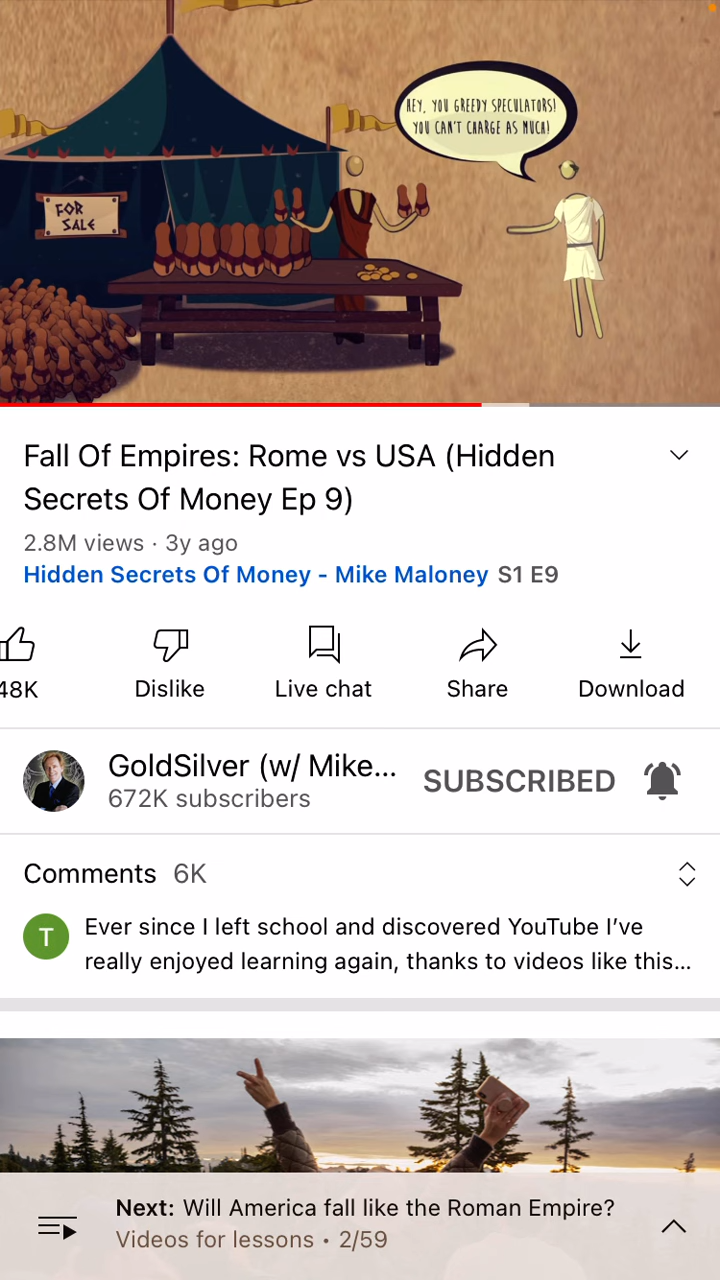 HEY, YOU GREEDY SPECULATORS!
YOU CAN'T CHARGE AS MUCH!
FOR
SALE
Fall Of Empires: Rome vs USA (Hidden
Secrets Of Money Ep 9)
2.8M views · 3y ago
Hidden Secrets Of Money - Mike Maloney S1 E9
48K
Dislike
Live chat
Share
Download
GoldSilver (w/ Mike...
672K subscribers
SUBSCRIBED
Comments 6K
T
Ever since I left school and discovered YouTube I’ve
really enjoyed learning again, thanks to videos like this...
Next: Will America fall like the Roman Empire?
Videos for lessons • 2/59